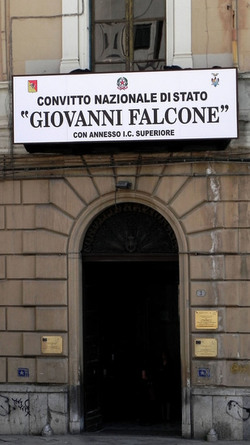 CONVITTO NAZIONALE DI STATO
"GIOVANNI FALCONE"
CON ANNESSO I.C. SUPERIORE